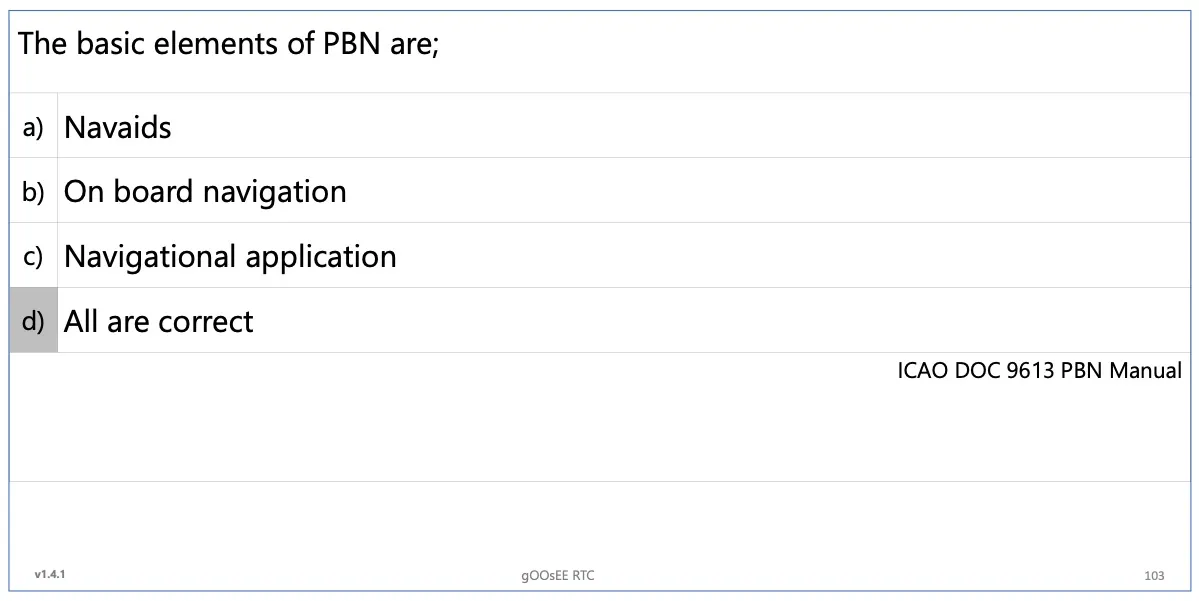 The basic elements of PBN are;
a) Navaids
b) On board navigation
c) Navigational application
d) All are correct
ICAO DOC 9613 PBN Manual
v1.4.1 gOOsEE RTC 103